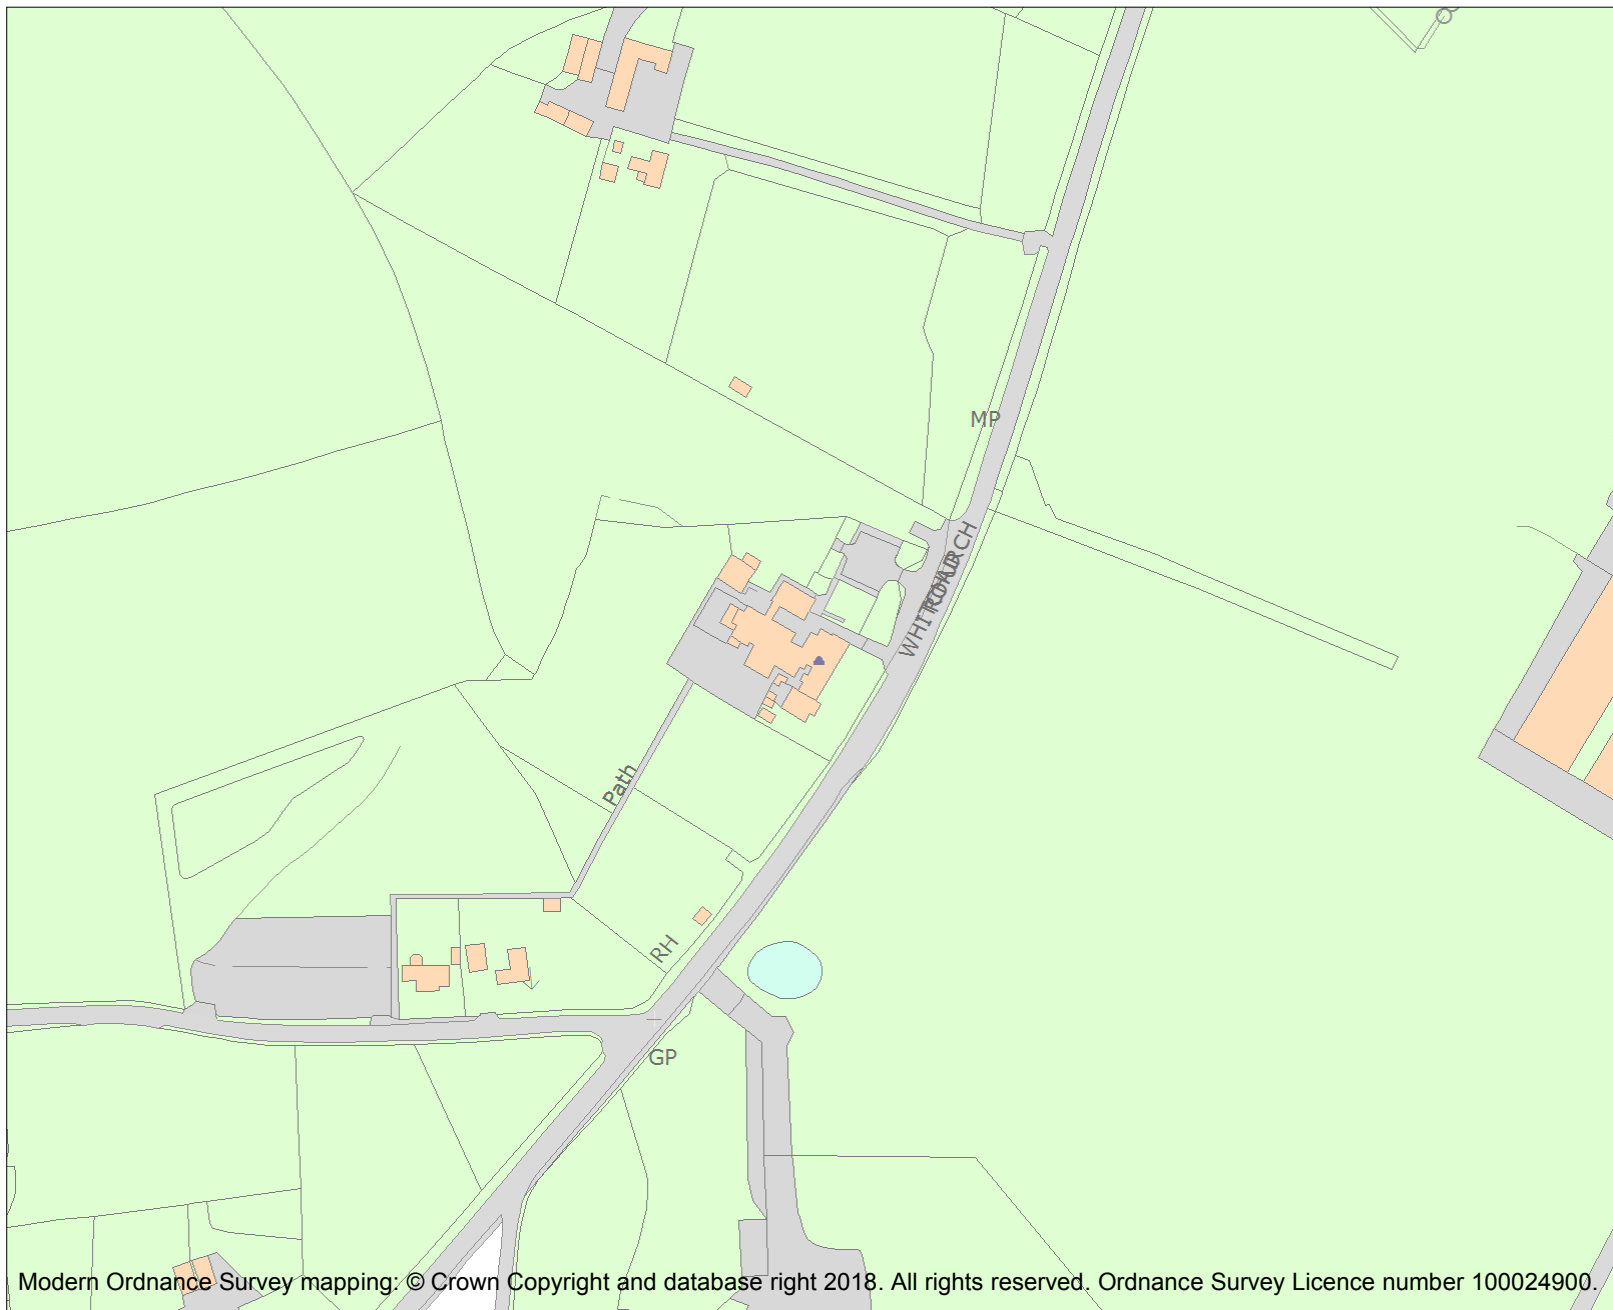 MP
WHITCHURCH
ROAD
Path
RH
GP
Modern Ordnance Survey mapping: © Crown Copyright and database right 2018. All rights reserved. Ordnance Survey Licence number 100024900.